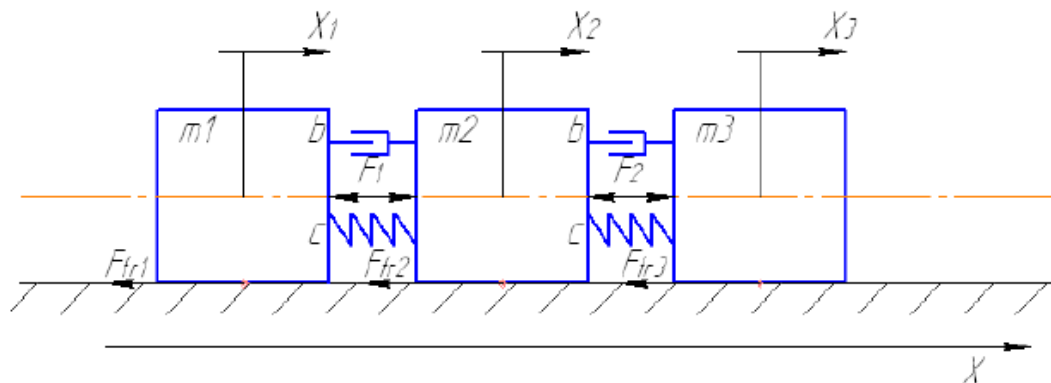 X1 X2 X3
m1 b m2 b m3
F1 F2
c c
Ffr1 Ffr2 Ffr3
X